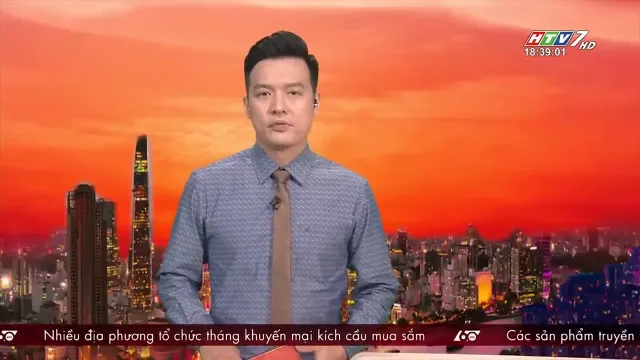 HTV7 HD
18:39:01
Nhiều địa phương tổ chức tháng khuyến mại kích cầu mua sắm
Các sản phẩm truyền